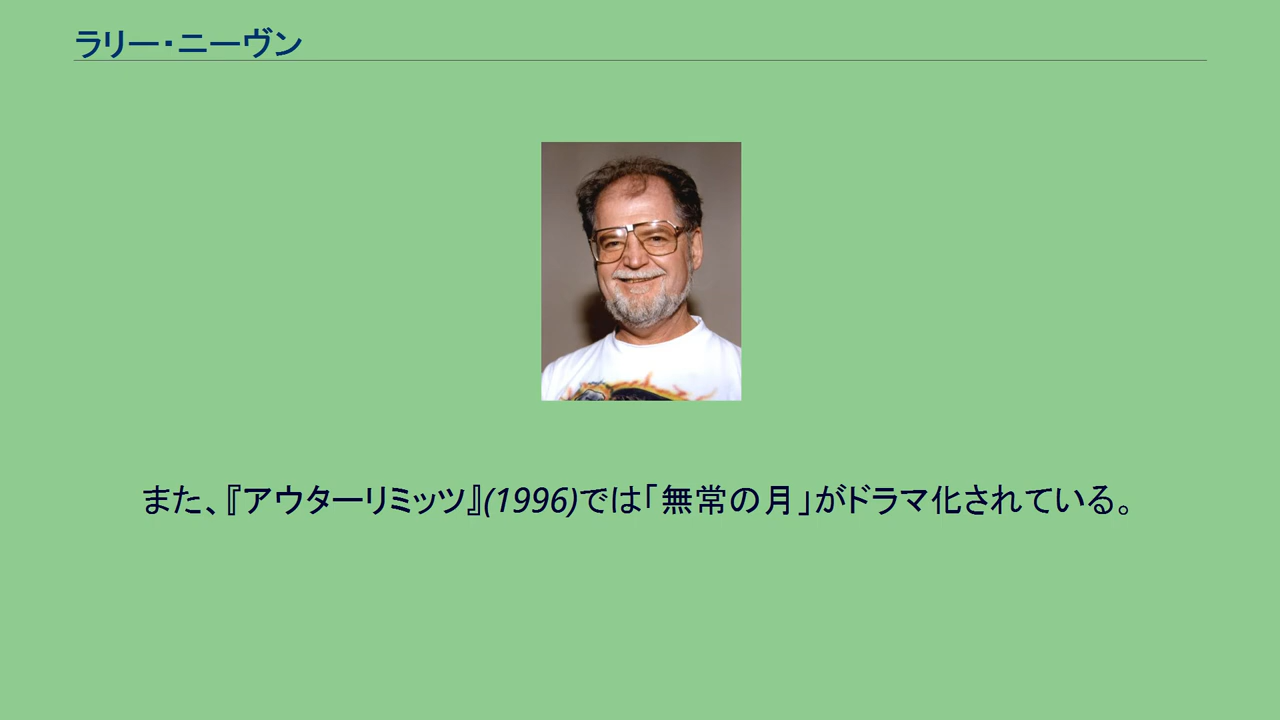 ラリー・ニーヴン
また、『アウターリミッツ』(1996)では「無常の月」がドラマ化されている。